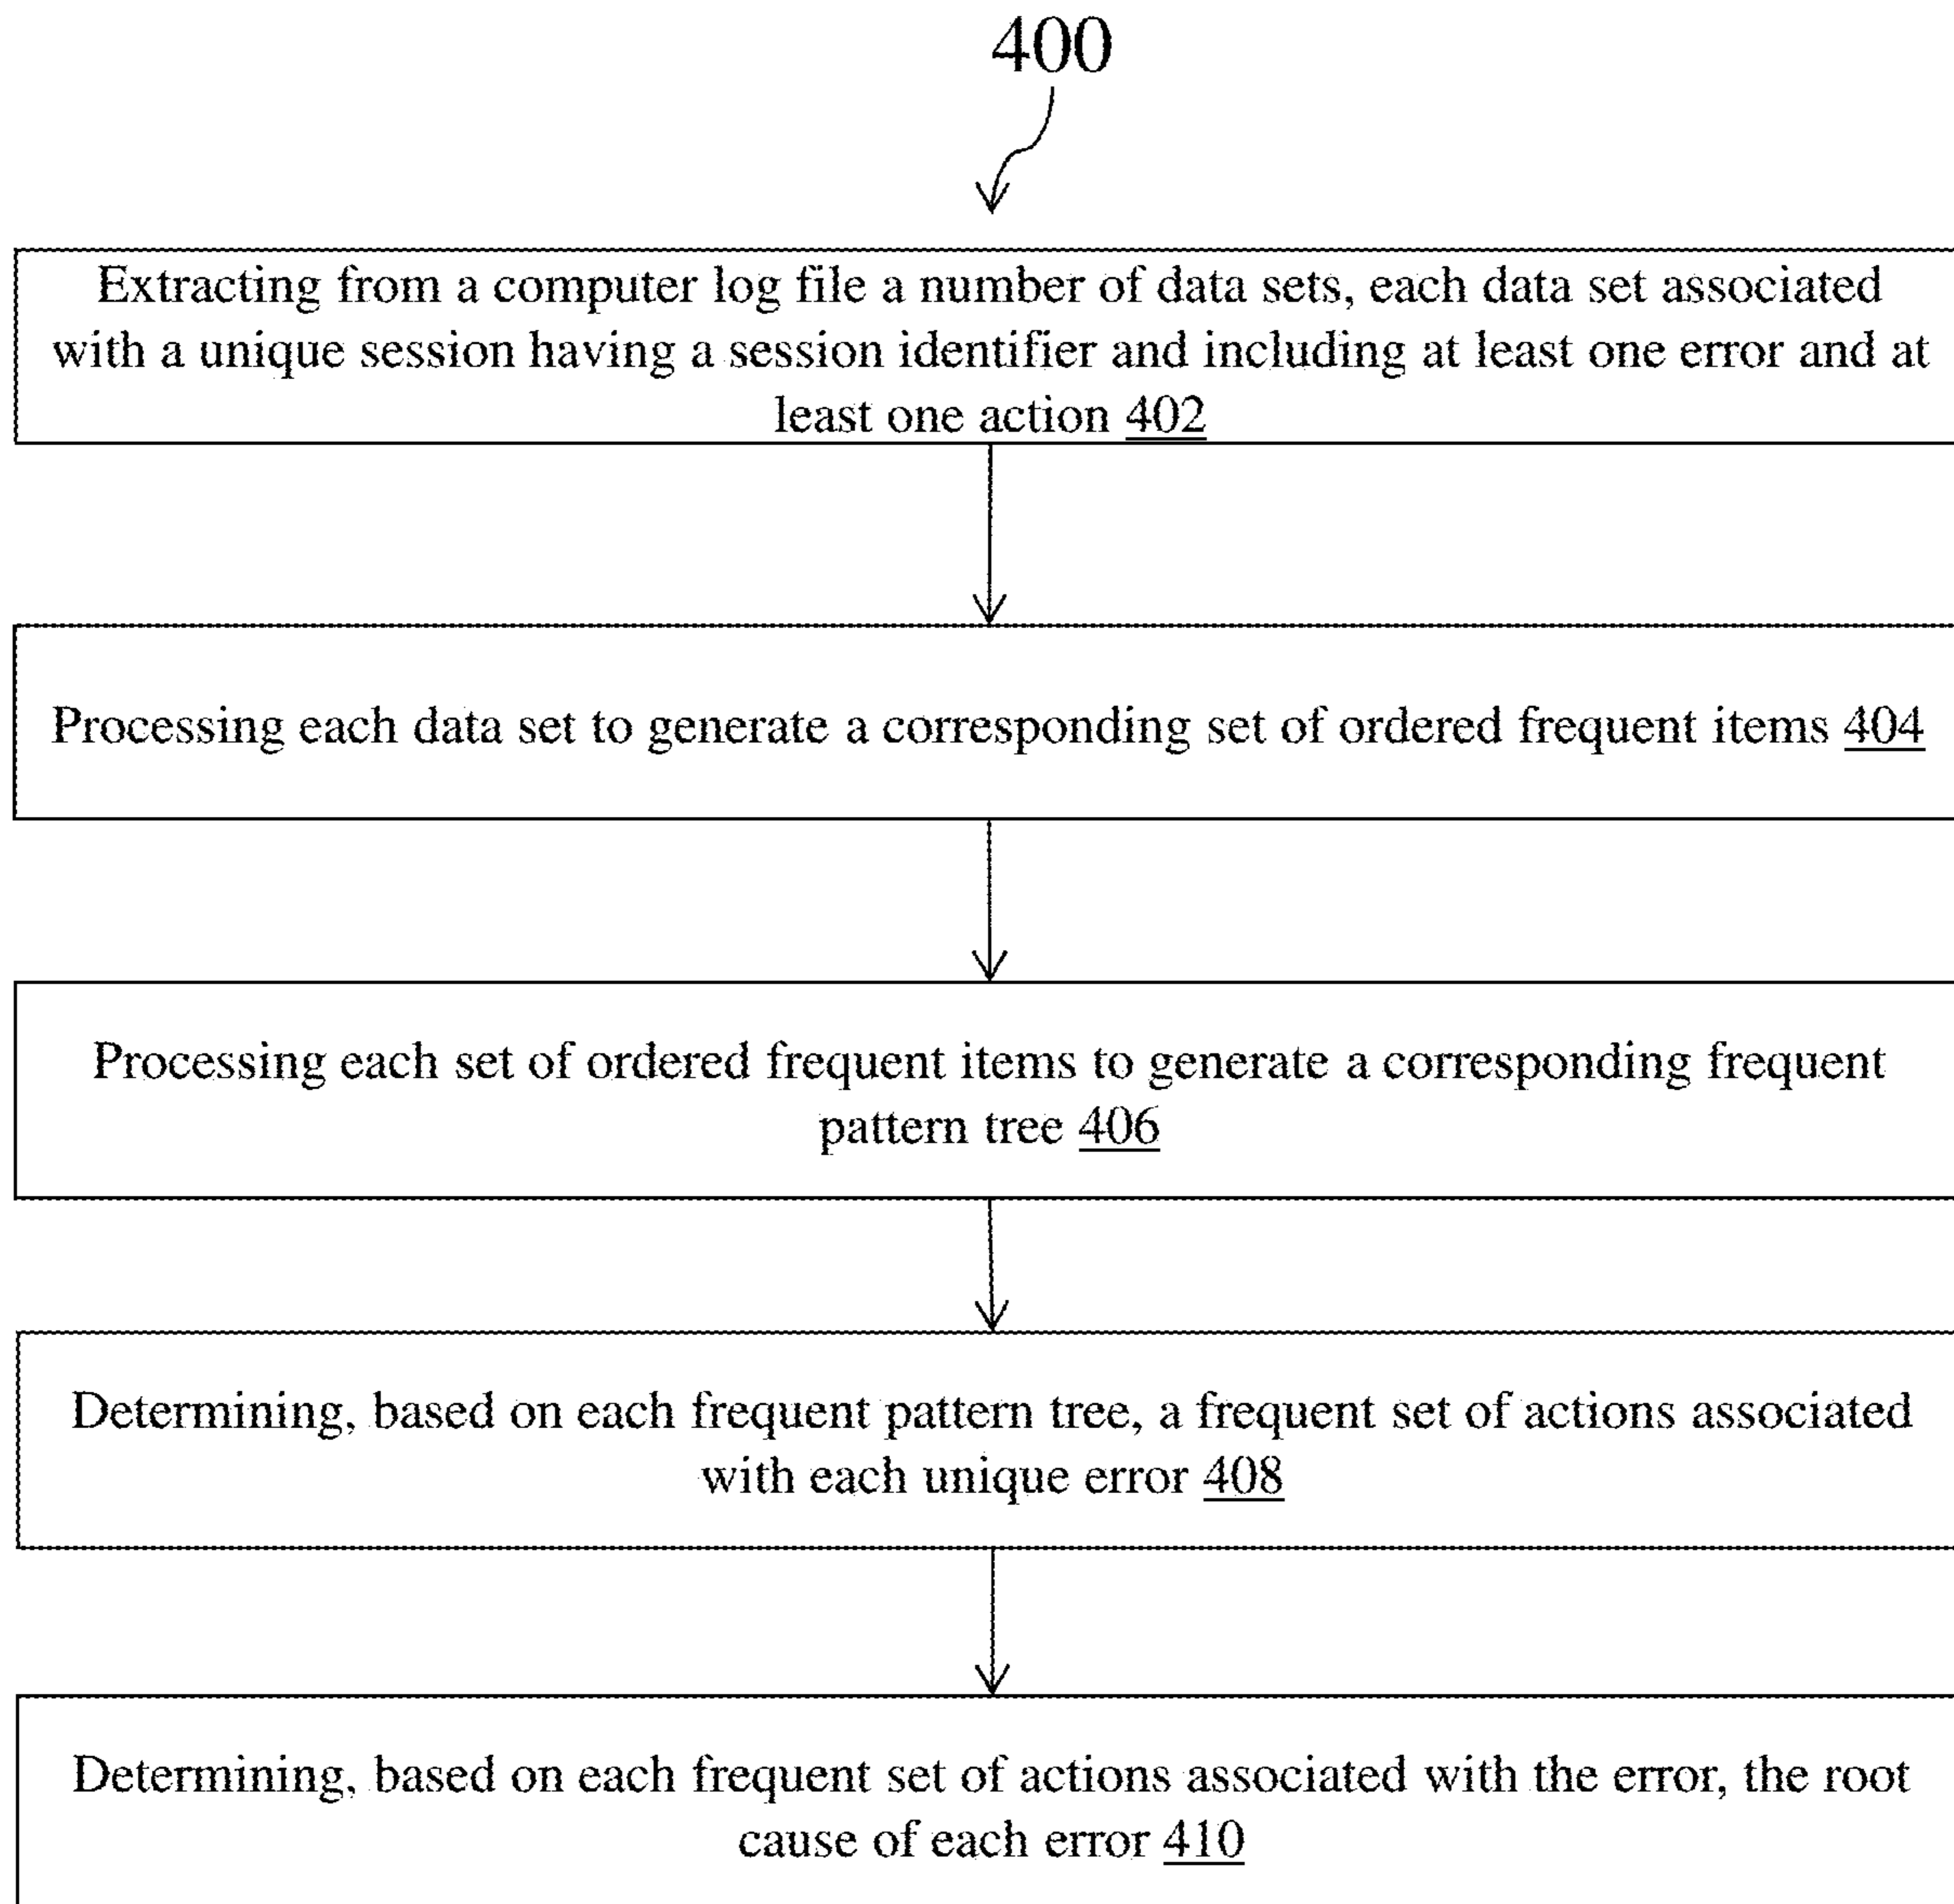 400
Extracting from a computer log file a number of data sets, each data set associated
with a unique session having a session identifier and including at least one error and at
least one action 402
Processing each data set to generate a corresponding set of ordered frequent items 404
Processing each set of ordered frequent items to generate a corresponding frequent
pattern tree 406
Determining, based on each frequent pattern tree, a frequent set of actions associated
with each unique error 408
Determining, based on each frequent set of actions associated with the error, the root
cause of each error 410